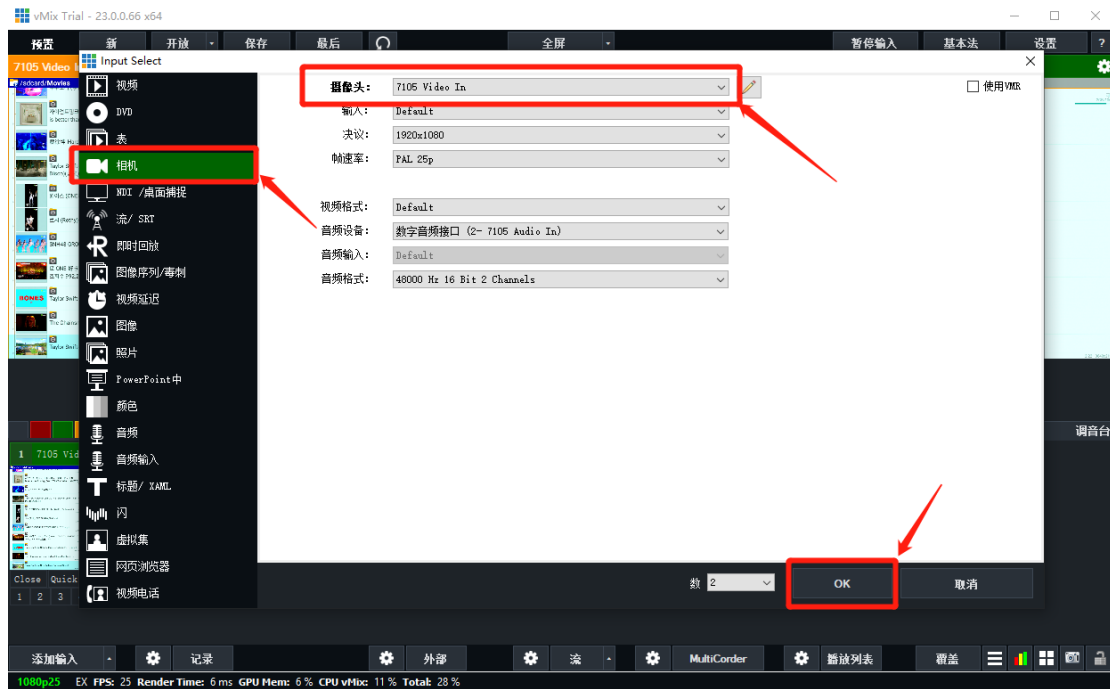 vMix Trial - 23.0.0.66 x64
预置 新 开放 保存 最后 全屏 暂停输入 基本法 设置 ?
7105 Video I
Input Select
/sdcard/Movies
视频
DVD
表
相机
NDI /桌面捕捉
流/ SRT
即时回放
图像序列/毒刺
视频延迟
图像
照片
PowerPoint中
颜色
音频
音频输入
标题/ XAML
闪
虚拟集
网页浏览器
视频电话
摄像头: 7105 Video In
使用VMR
输入: Default
决议: 1920x1080
帧速率: PAL 25p
视频格式: Default
音频设备: 数字音频接口 (2- 7105 Audio In)
音频输入: Default
音频格式: 48000 Hz 16 Bit 2 Channels
数 2 OK 取消
调音台
1 7105 Vid
Close Quick
1 2 3
添加输入 记录 外部 流 MultiCorder 播放列表 覆盖
1080p25 EX FPS: 25 Render Time: 6 ms GPU Mem: 6 % CPU vMix: 11 % Total: 28 %